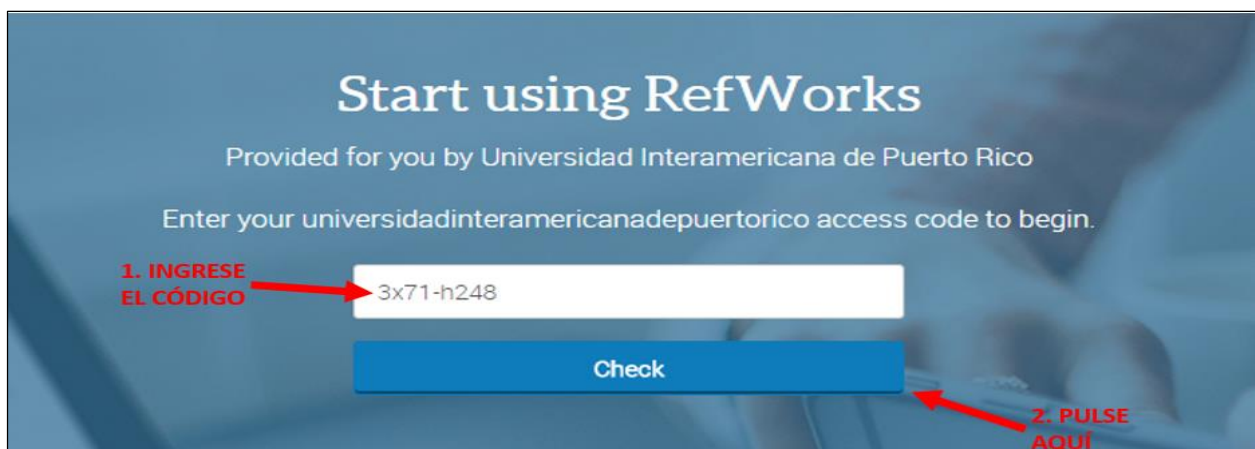 Start using RefWorks
Provided for you by Universidad Interamericana de Puerto Rico
Enter your universidadinteramericanadepuertorico access code to begin.
1. INGRESE
EL CÓDIGO
3x71-h248
Check
2. PULSE
AQUÍ